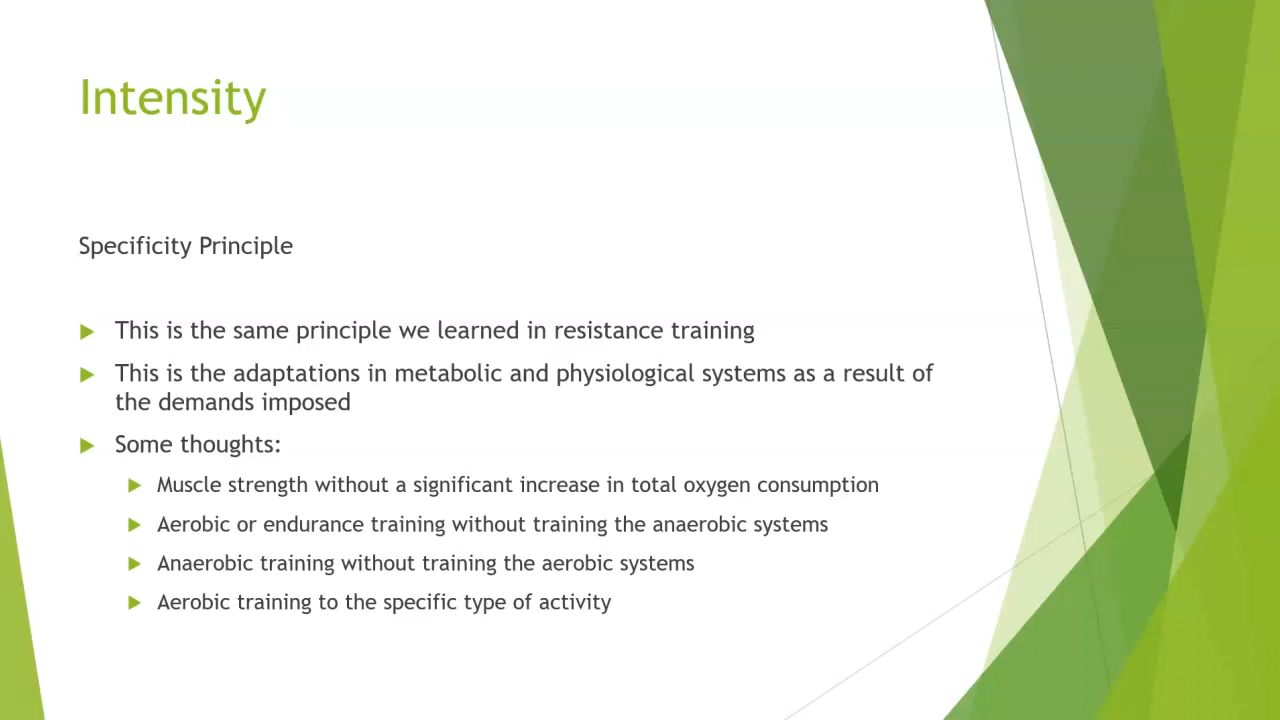 Intensity
Specificity Principle
This is the same principle we learned in resistance training
This is the adaptations in metabolic and physiological systems as a result of
the demands imposed
Some thoughts:
Muscle strength without a significant increase in total oxygen consumption
Aerobic or endurance training without training the anaerobic systems
Anaerobic training without training the aerobic systems
Aerobic training to the specific type of activity